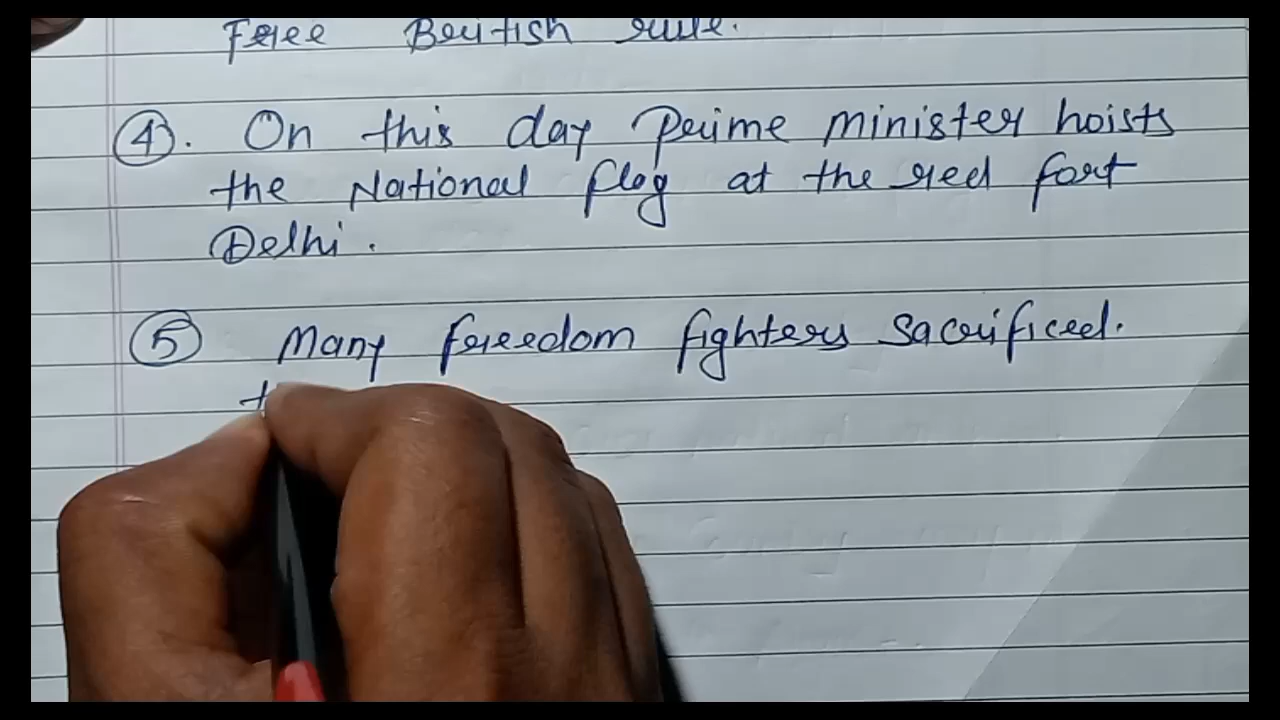 Free British rule.
④. On this day Prime minister hoists
the National flag at the red fort
Delhi.
⑤ Many freedom fighters sacrificed.